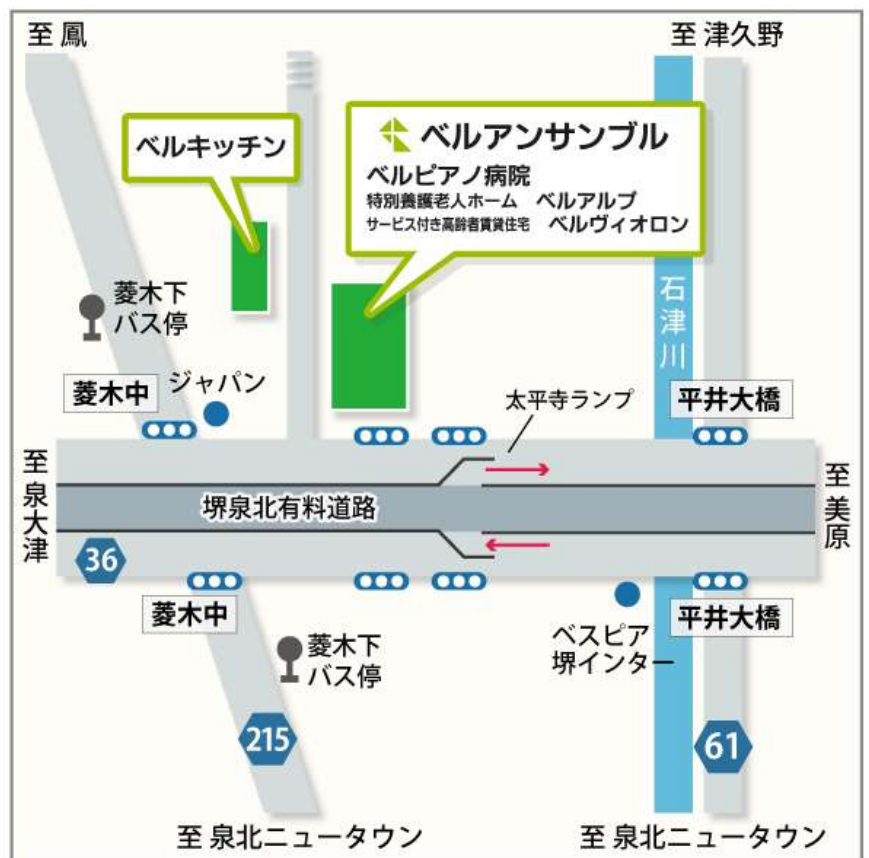 至 鳳
至 津久野
ベルキッチン
ベルアンサンブル
ベルピアノ病院
特別養護老人ホーム ベルアルプ
サービス付き高齢者賃貸住宅 ベルヴィオロン
菱木下
バス停
石津川
菱木中
ジャパン
太平寺ランプ
平井大橋
至 泉大津
堺泉北有料道路
至 美原
36
菱木中
菱木下
バス停
ベスピア
堺インター
平井大橋
215
61
至 泉北ニュータウン
至 泉北ニュータウン